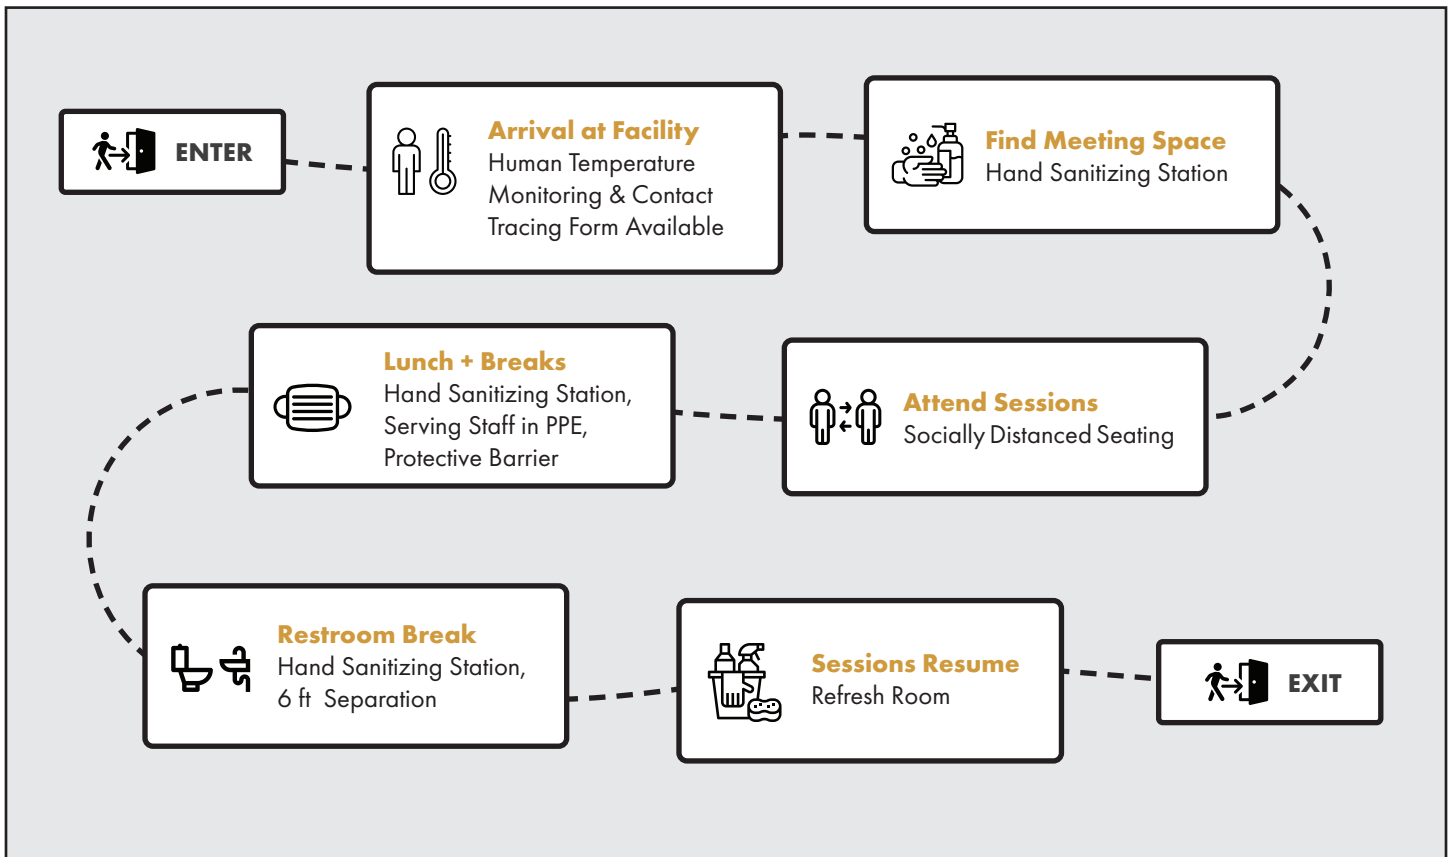 ENTER
Arrival at Facility
Human Temperature
Monitoring & Contact
Tracing Form Available
Find Meeting Space
Hand Sanitizing Station
Attend Sessions
Socially Distanced Seating
Lunch + Breaks
Hand Sanitizing Station,
Serving Staff in PPE,
Protective Barrier
Restroom Break
Hand Sanitizing Station,
6 ft Separation
Sessions Resume
Refresh Room
EXIT